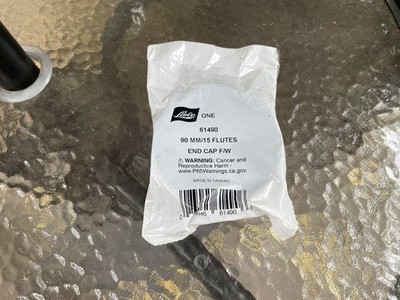 LaSalle
ONE
61490
90 MM/15 FLUTES
END CAP F/W
⚠ WARNING: Cancer and
Reproductive Harm -
www.P65Warnings.ca.gov.
MADE IN TAIWAN
61490